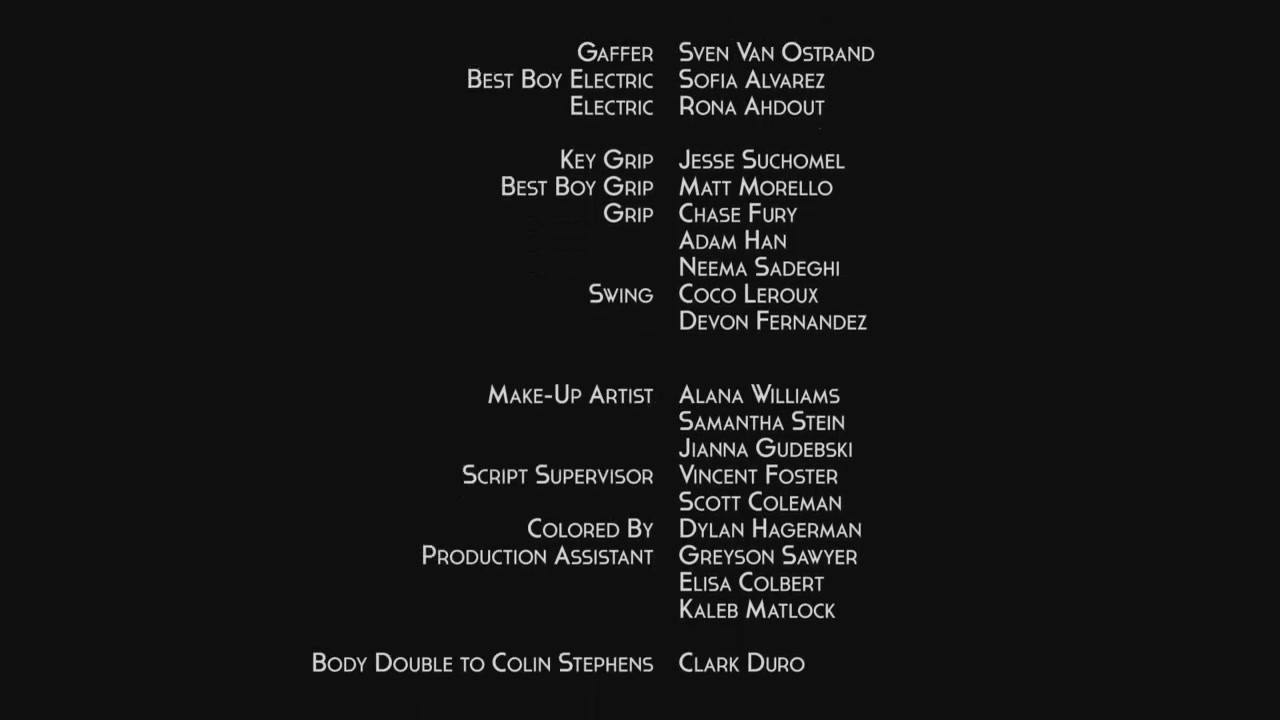 Gaffer Sven Van Ostrand
Best Boy Electric Sofia Alvarez
Electric Rona Ahdout
Key Grip Jesse Suchomel
Best Boy Grip Matt Morello
Grip Chase Fury
Adam Han
Neema Sadeghi
Swing Coco Leroux
Devon Fernandez
Make-Up Artist Alana Williams
Samantha Stein
Jianna Gudebski
Script Supervisor Vincent Foster
Scott Coleman
Colored By Dylan Hagerman
Production Assistant Greyson Sawyer
Elisa Colbert
Kaleb Matlock
Body Double to Colin Stephens Clark Duro